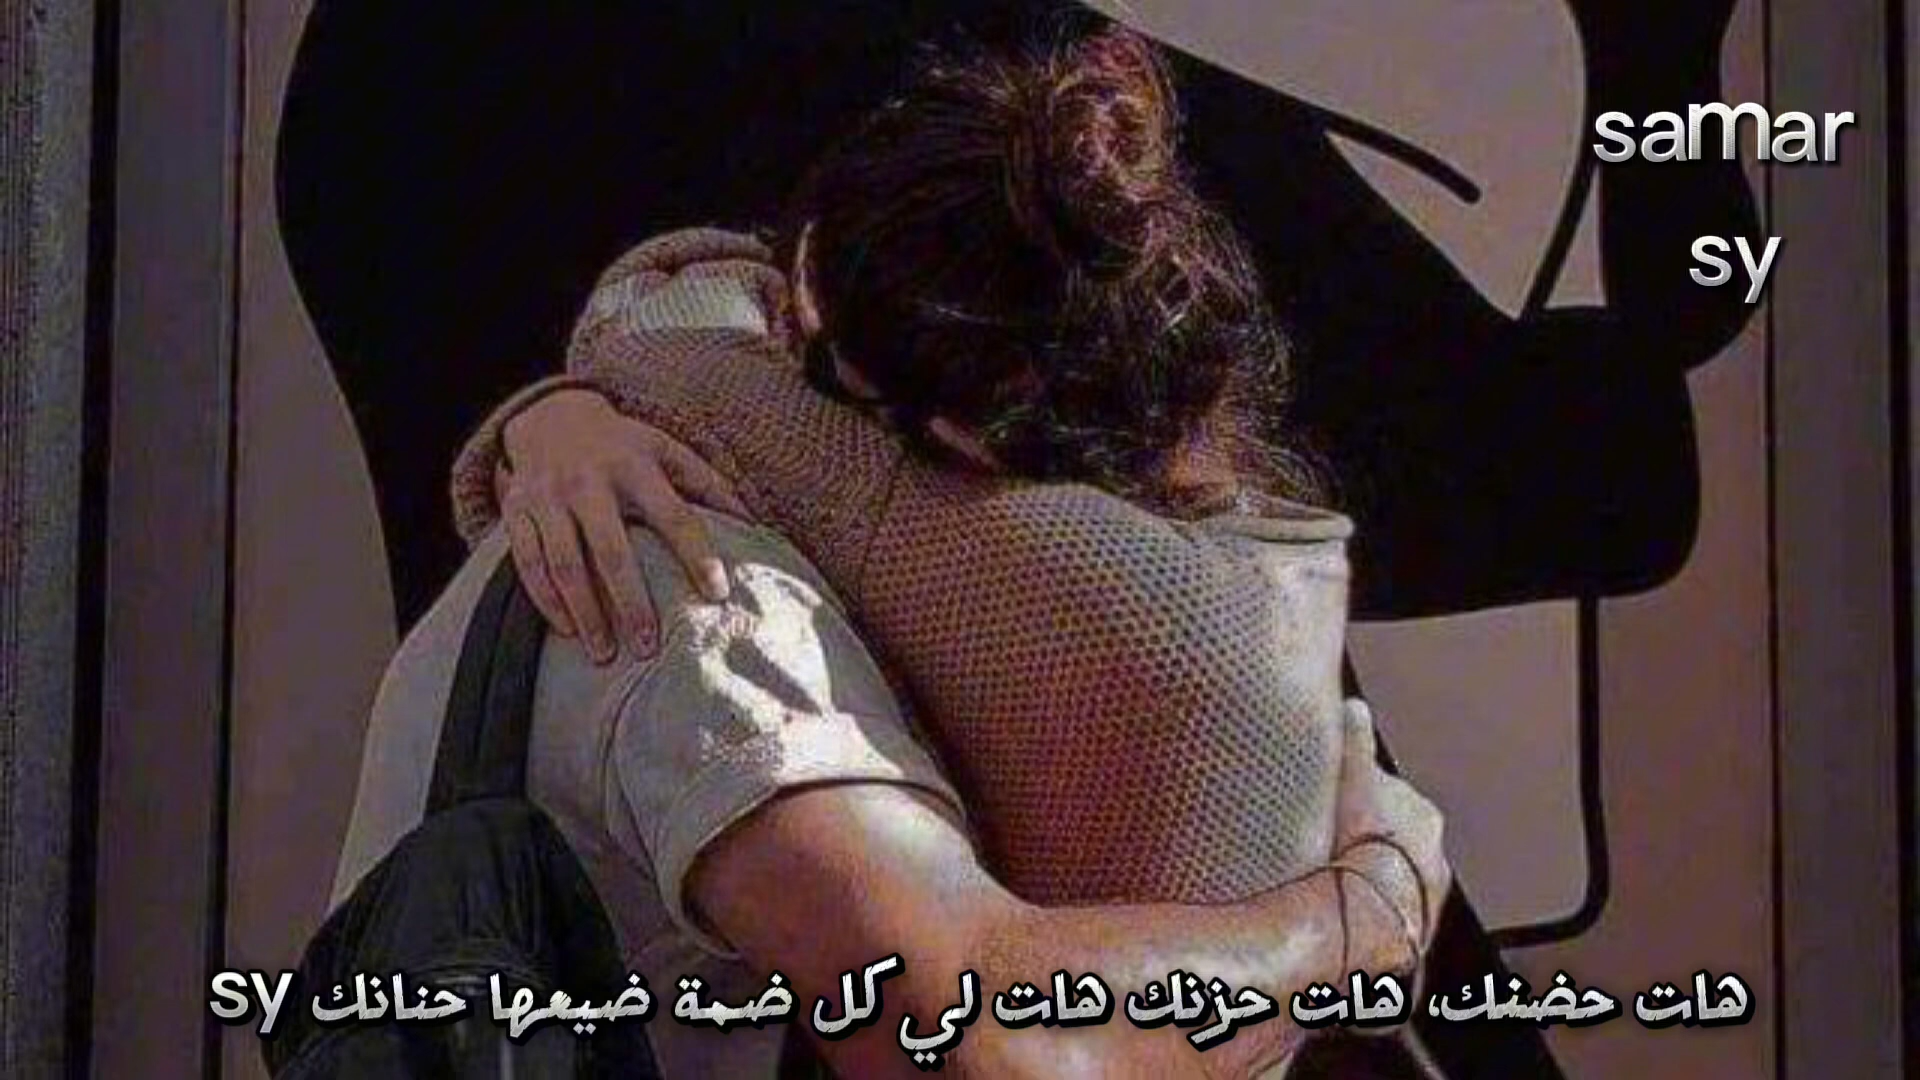 samar
sy
هات حضنك، هات حزنك هات لي كل ضمة ضيعها حنانك sy